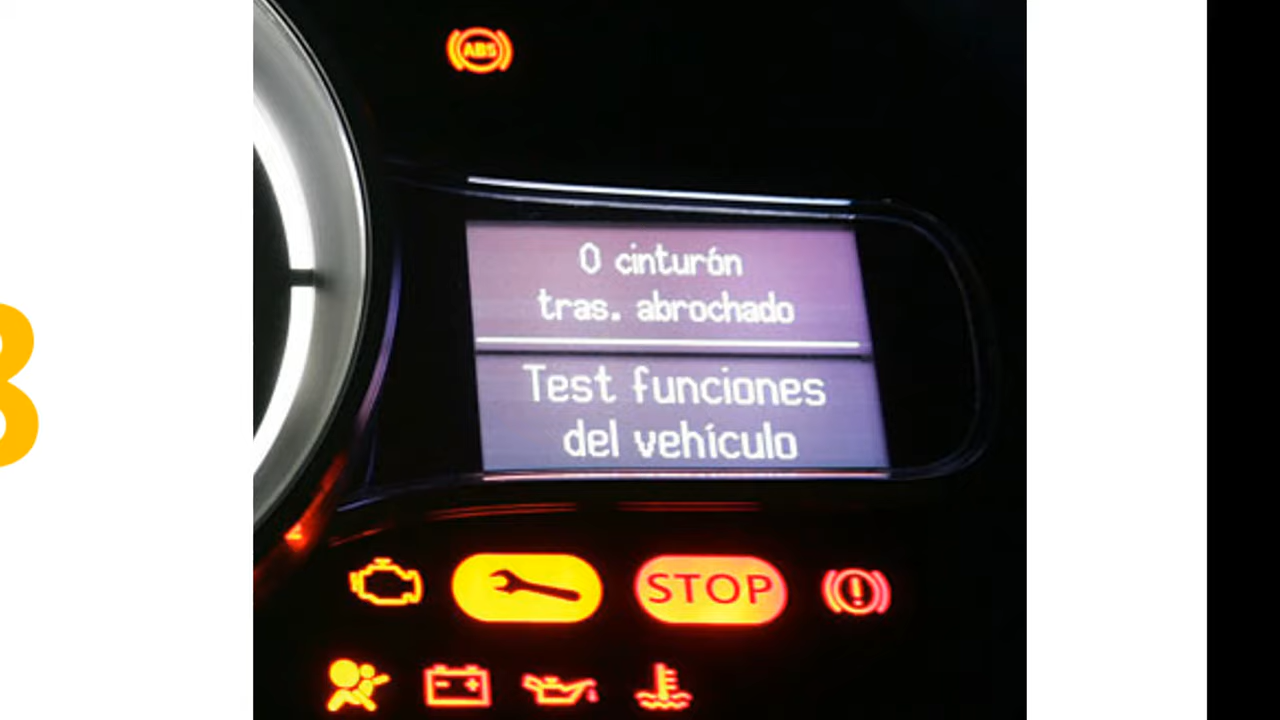 ABS
0 cinturón
tras. abrochado
Test funciones
del vehículo
STOP